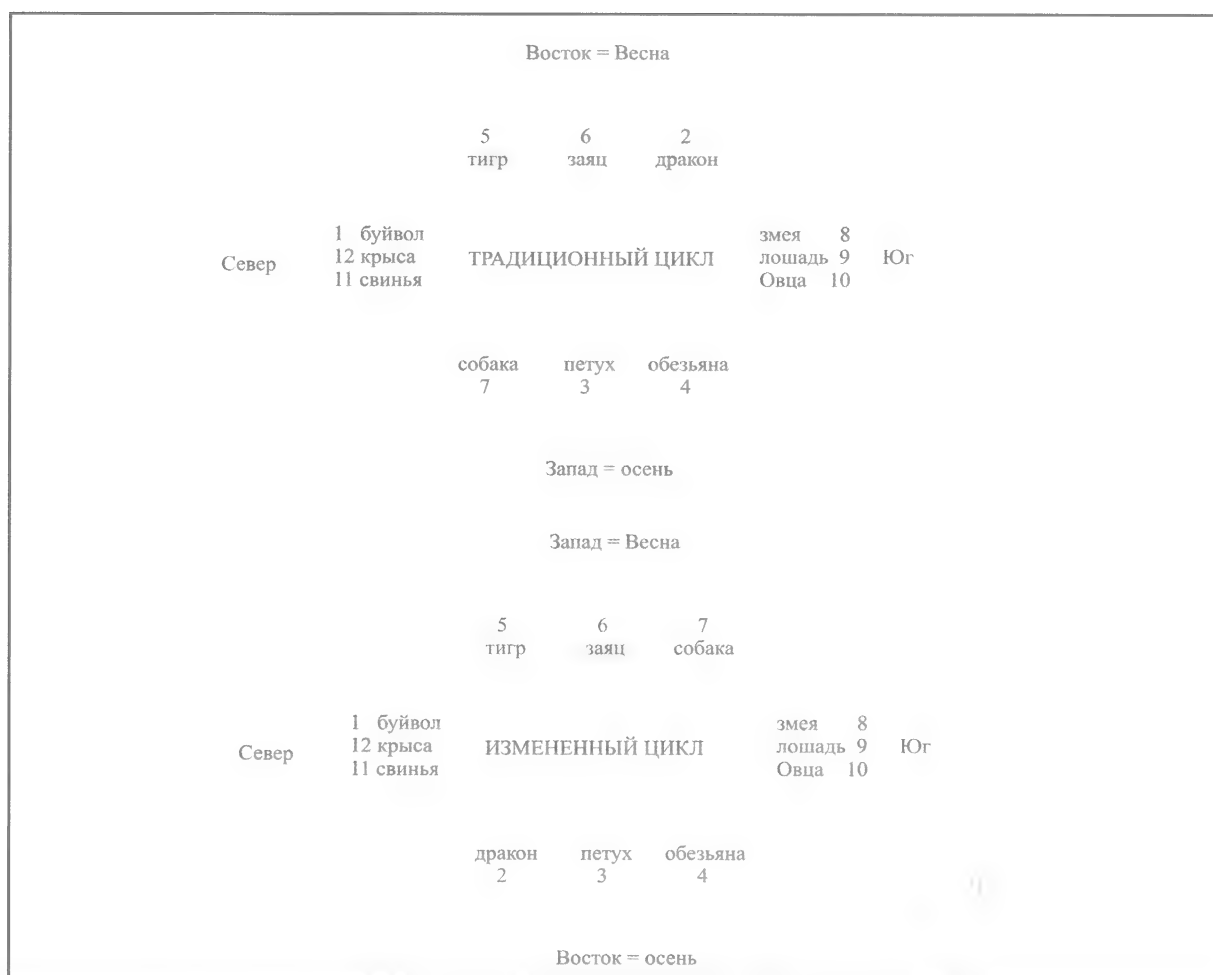 Восток = Весна
5 6 2
тигр заяц дракон
1 буйвол змея 8
Север 12 крыса ТРАДИЦИОННЫЙ ЦИКЛ лошадь 9 Юг
11 свинья Овца 10
собака петух обезьяна
7 3 4
Запад = осень
Запад = Весна
5 6 7
тигр заяц собака
1 буйвол змея 8
Север 12 крыса ИЗМЕНЕННЫЙ ЦИКЛ лошадь 9 Юг
11 свинья Овца 10
дракон петух обезьяна
2 3 4
Восток = осень